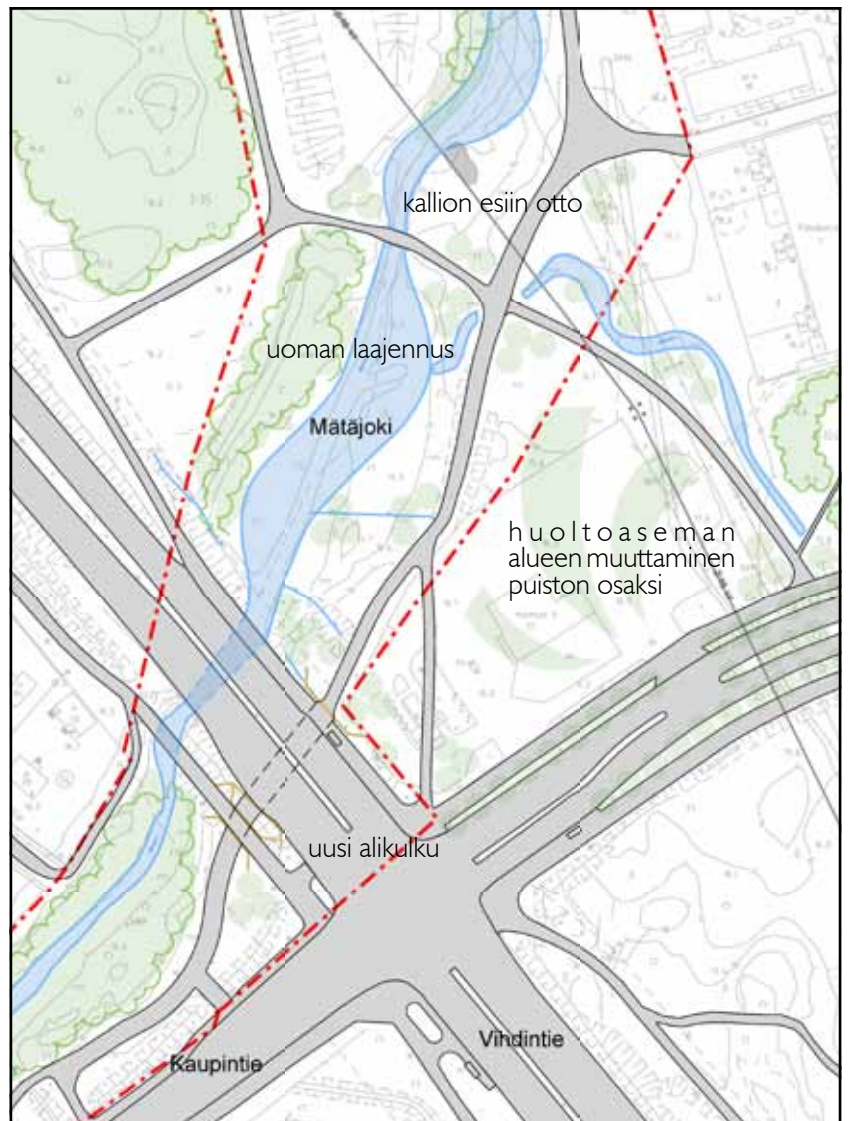 kallion esiin otto
uoman laajennus
Mätäjoki
huoltoaseman
alueen muuttaminen
puiston osaksi
uusi alikulku
Vihdintie
Kaupintie